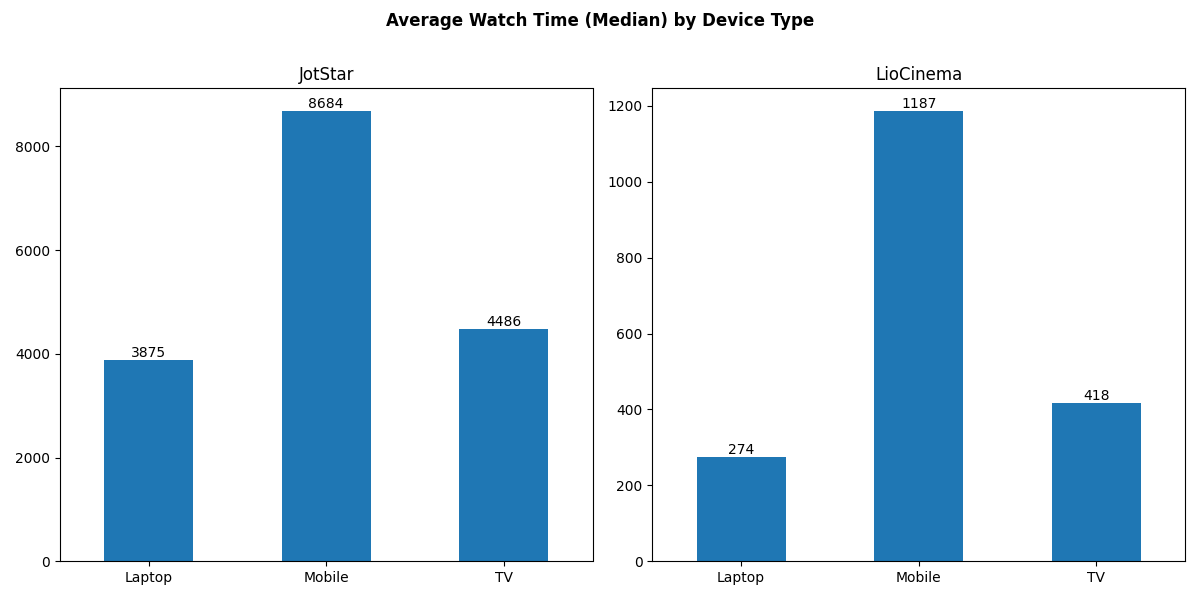 Average Watch Time (Median) by Device Type
JotStar
8684
8000
6000
4486
4000
3875
2000
0
Laptop
Mobile
TV
LioCinema
1200
1187
1000
800
600
418
400
274
200
0
Laptop
Mobile
TV